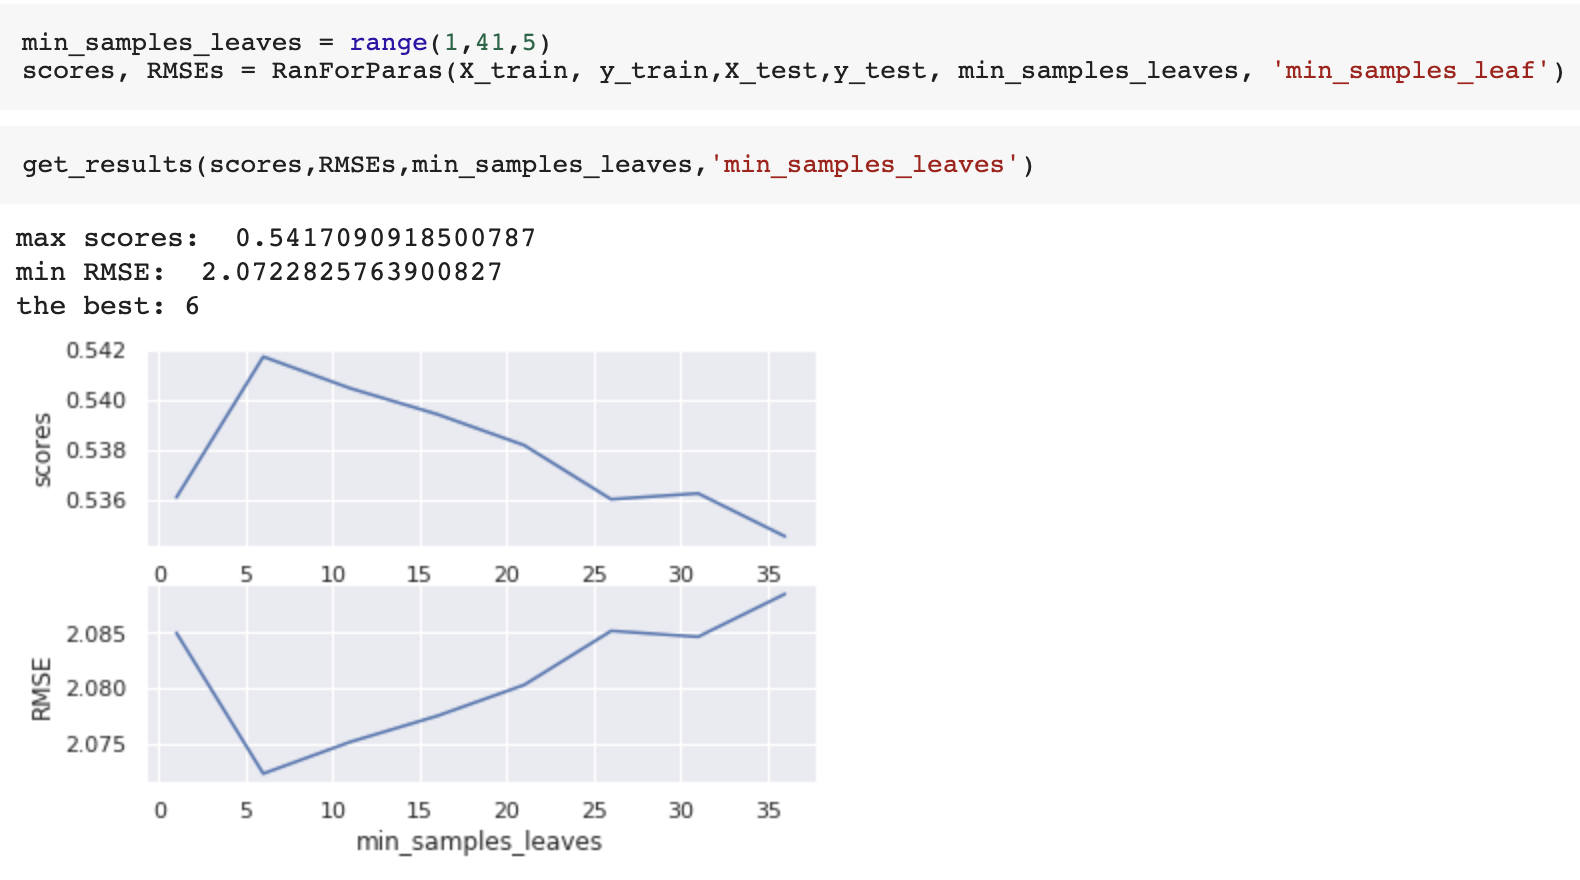 min_samples_leaves = range(1,41,5)
scores, RMSEs = RanForParas(X_train, y_train,X_test,y_test, min_samples_leaves, 'min_samples_leaf')
get_results(scores,RMSEs,min_samples_leaves,'min_samples_leaves')
max scores:  0.5417090918500787
min RMSE:  2.0722825763900827
the best: 6
0.542
0.540
0.538
0.536
scores
0 5 10 15 20 25 30 35
2.085
2.080
2.075
RMSE
0 5 10 15 20 25 30 35
min_samples_leaves